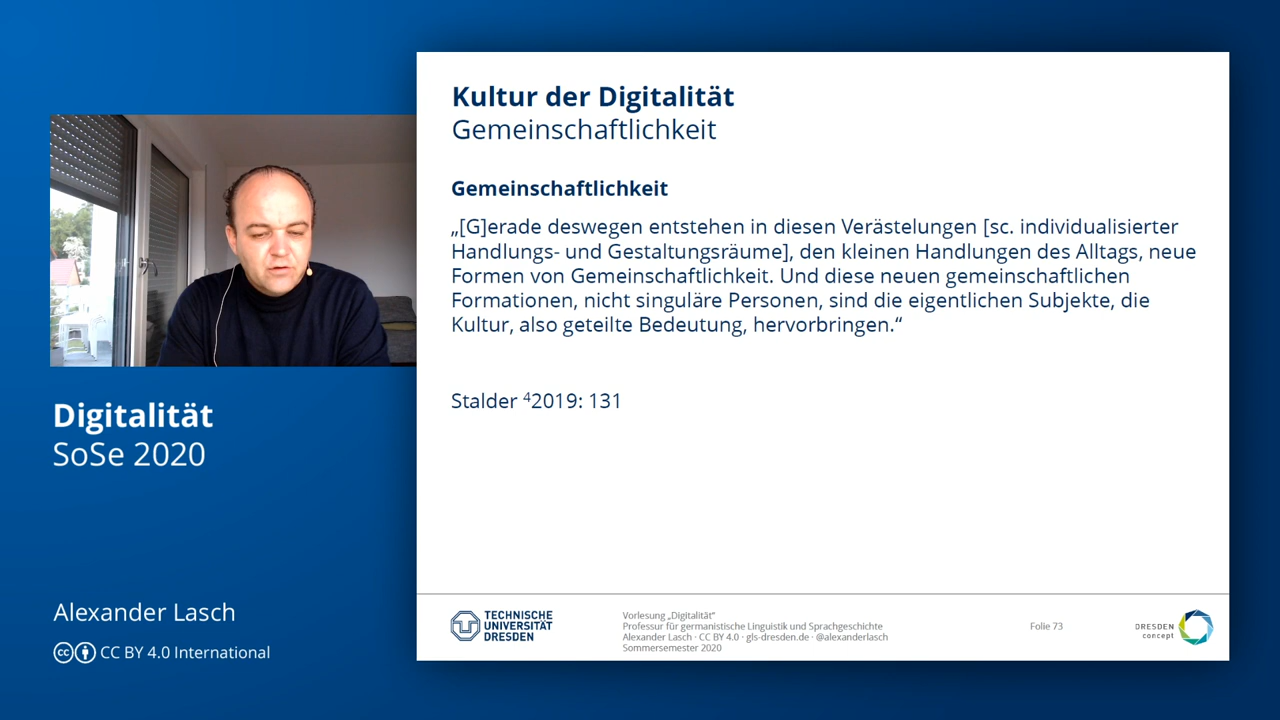 Kultur der Digitalität
Gemeinschaftlichkeit
Gemeinschaftlichkeit
„[G]erade deswegen entstehen in diesen Verästelungen [sc. individualisierter
Handlungs- und Gestaltungsräume], den kleinen Handlungen des Alltags, neue
Formen von Gemeinschaftlichkeit. Und diese neuen gemeinschaftlichen
Formationen, nicht singuläre Personen, sind die eigentlichen Subjekte, die
Kultur, also geteilte Bedeutung, hervorbringen.“
Stalder ⁴2019: 131
Digitalität
SoSe 2020
Alexander Lasch
CC BY 4.0 International
TECHNISCHE
UNIVERSITÄT
DRESDEN
Vorlesung „Digitalität“
Professur für germanistische Linguistik und Sprachgeschichte
Alexander Lasch · CC BY 4.0 · gls-dresden.de · @alexanderlasch
Sommersemester 2020
Folie 73
DRESDEN
concept